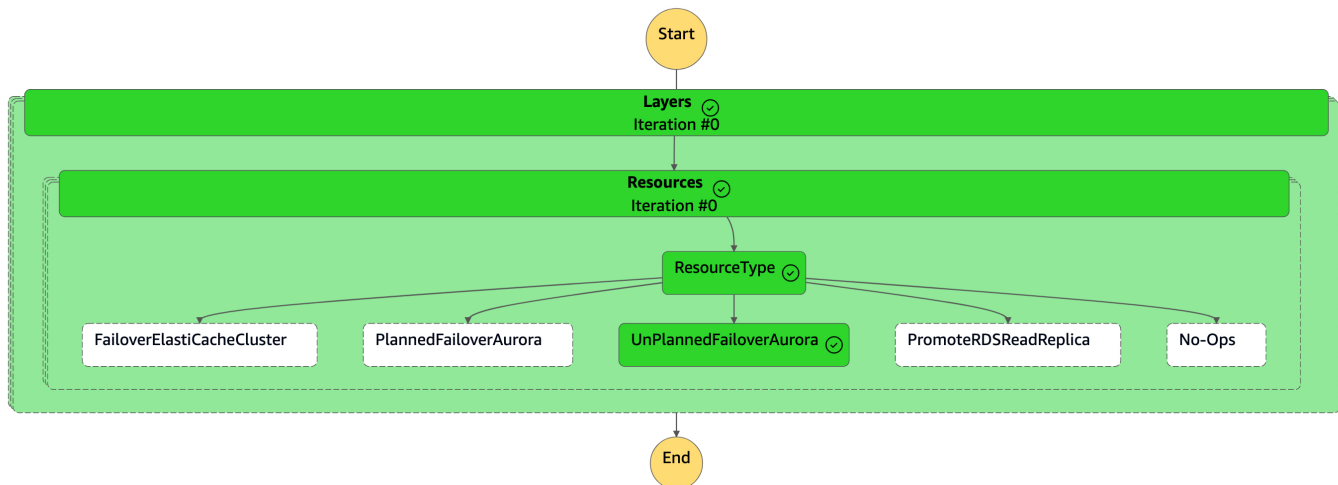 Start
Layers
Iteration #0
Resources
Iteration #0
ResourceType
FailoverElastiCacheCluster
PlannedFailoverAurora
UnPlannedFailoverAurora
PromoteRDSReadReplica
No-Ops
End